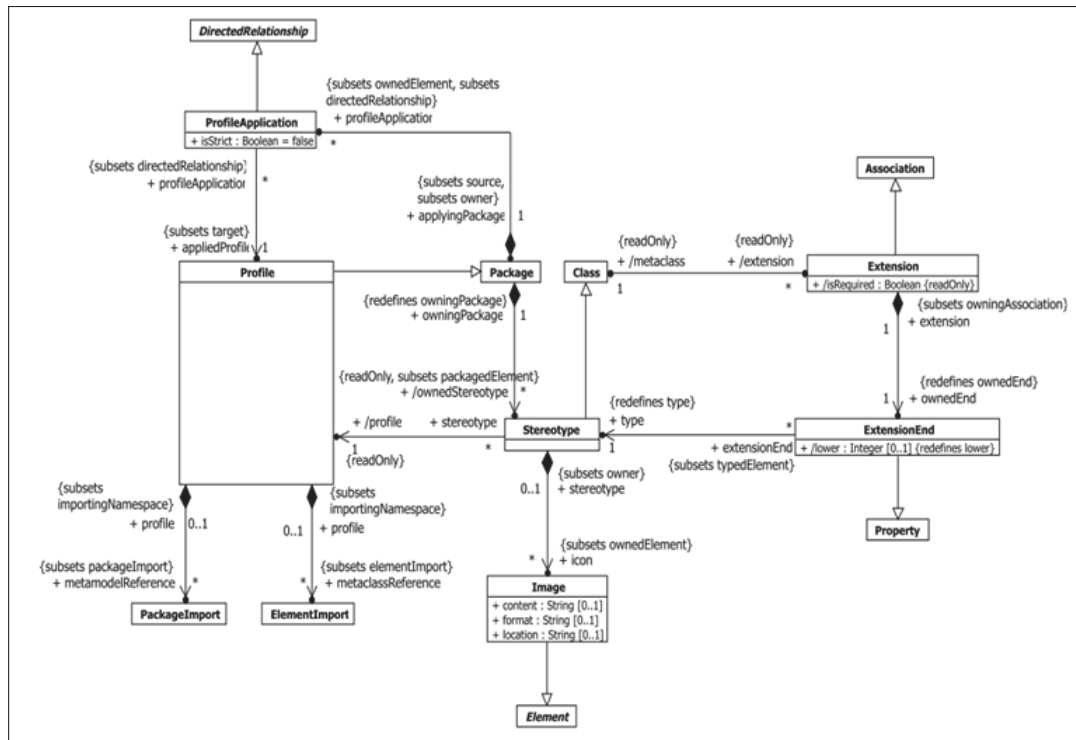 DirectedRelationship
{subsets ownedElement, subsets
directedRelationship}
+ profileApplication
*
ProfileApplication
+ isStrict : Boolean = false
{subsets directedRelationship}
+ profileApplication
*
{subsets source,
subsets owner}
+ applyingPackage
1
{subsets target}
+ appliedProfile
1
Association
{readOnly}
+ /metaclass
1
{readOnly}
+ /extension
*
Profile
Package
Class
Extension
+ /isRequired : Boolean {readOnly}
{redefines owningPackage}
+ owningPackage
1
{subsets owningAssociation}
+ extension
1
{readOnly, subsets packagedElement}
+ /ownedStereotype
*
{redefines ownedEnd}
+ ownedEnd
1
{redefines type}
+ type
1
+ /profile
1
{readOnly}
+ stereotype
*
Stereotype
*
+ extensionEnd
{subsets typedElement}
ExtensionEnd
+ /lower : Integer [0..1] {redefines lower}
{subsets
importingNamespace}
+ profile
0..1
{subsets
importingNamespace}
+ profile
0..1
{subsets owner}
+ stereotype
0..1
Property
{subsets packageImport}
+ metamodelReference
*
{subsets elementImport}
+ metaclassReference
*
{subsets ownedElement}
+ icon
*
PackageImport
ElementImport
Image
+ content : String [0..1]
+ format : String [0..1]
+ location : String [0..1]
Element